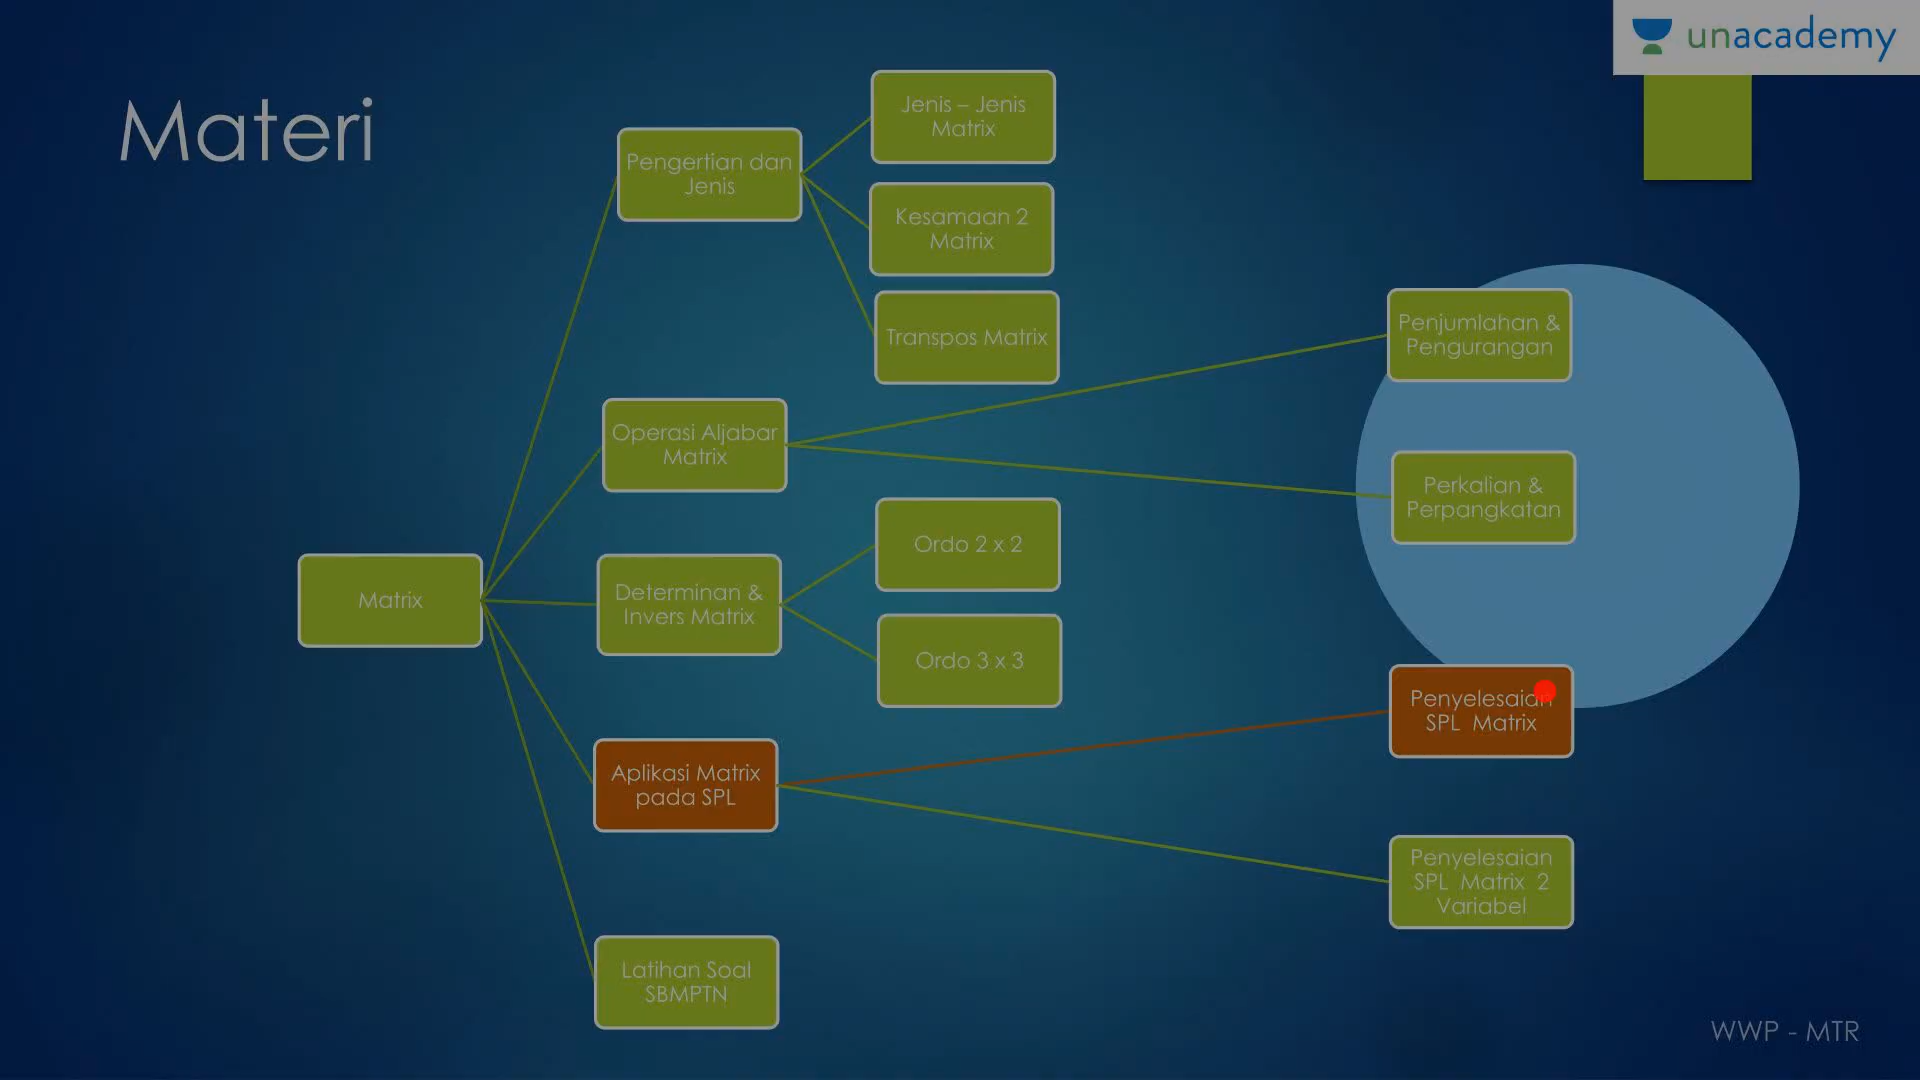 unacademy
Materi
Jenis – Jenis
Matrix
Pengertian dan
Jenis
Kesamaan 2
Matrix
Transpos Matrix
Penjumlahan &
Pengurangan
Operasi Aljabar
Matrix
Perkalian &
Perpangkatan
Ordo 2 x 2
Matrix
Determinan &
Invers Matrix
Ordo 3 x 3
Penyelesaian
SPL Matrix
Aplikasi Matrix
pada SPL
Penyelesaian
SPL Matrix 2
Variabel
Latihan Soal
SBMPTN
WWP - MTR